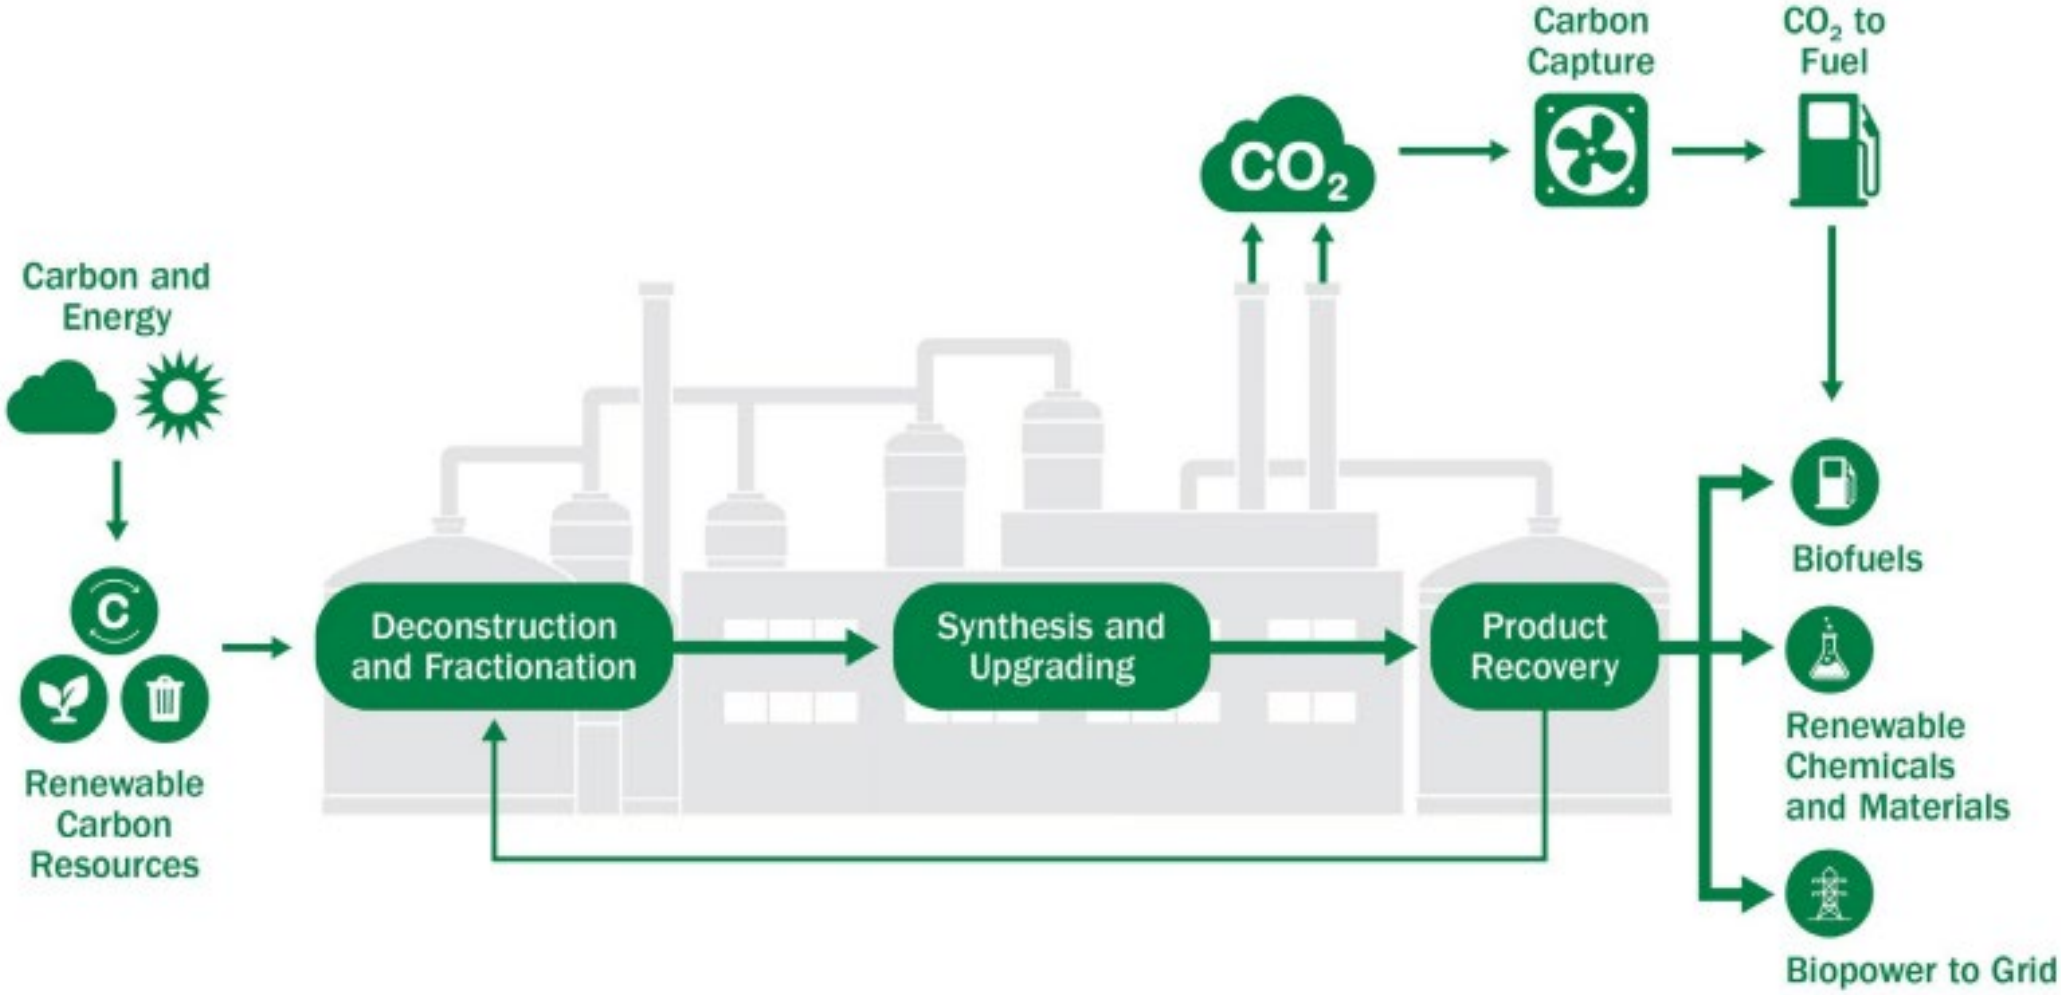 Carbon
Capture
CO₂ to
Fuel
CO₂
Carbon and
Energy
C
Renewable
Carbon
Resources
Deconstruction
and Fractionation
Synthesis and
Upgrading
Product
Recovery
Biofuels
Renewable
Chemicals
and Materials
Biopower to Grid